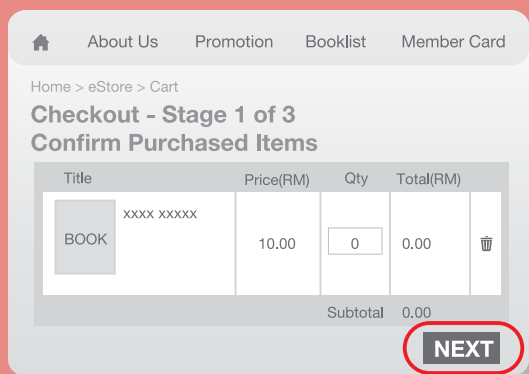 About Us Promotion Booklist Member Card
Home > eStore > Cart
Checkout - Stage 1 of 3
Confirm Purchased Items
Title Price(RM) Qty Total(RM)
xxxx xxxxx
BOOK 10.00 0 0.00
Subtotal 0.00
NEXT